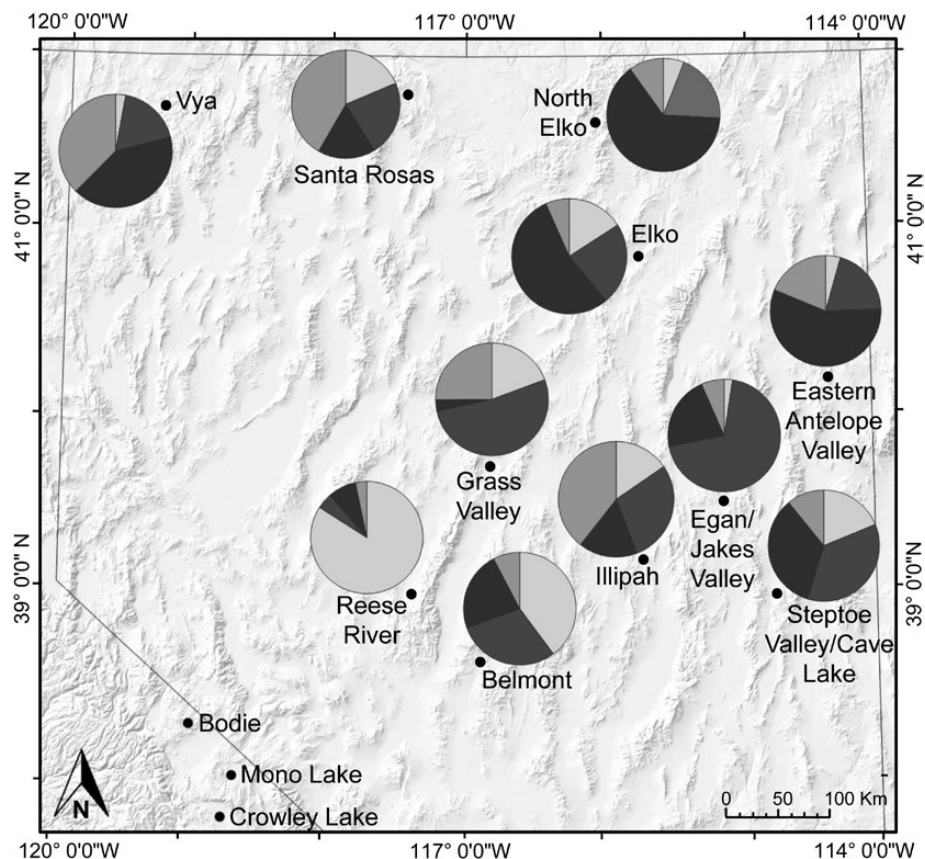 120° 0'0"W 117° 0'0"W 114° 0'0"W
Vya
North
Elko
Santa Rosas
41° 0'0" N
41° 0'0" N
Elko
Eastern
Antelope
Valley
Grass
Valley
Egan/
Jakes
Valley
Illipah
39° 0'0" N
39° 0'0" N
Reese
River
Steptoe
Valley/Cave
Lake
Belmont
Bodie
Mono Lake
Crowley Lake
N
0 50 100 Km
120° 0'0"W 117° 0'0"W 114° 0'0"W